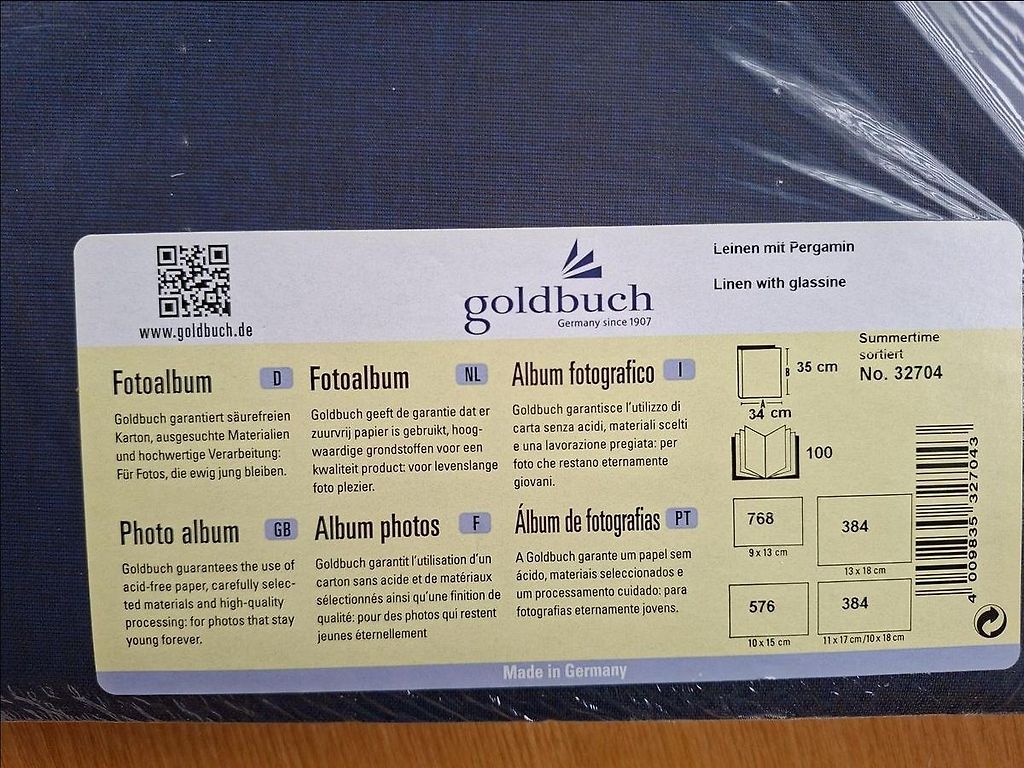 www.goldbuch.de
goldbuch
Germany since 1907
Leinen mit Pergamin
Linen with glassine
Fotoalbum D
Goldbuch garantiert säurefreien
Karton, ausgesuchte Materialien
und hochwertige Verarbeitung:
Für Fotos, die ewig jung bleiben.
Fotoalbum NL
Goldbuch geeft de garantie dat er
zuurvrij papier is gebruikt, hoog-
waardige grondstoffen voor een
kwaliteit product: voor levenslange
foto plezier.
Album fotografico I
Goldbuch garantisce l'utilizzo di
carta senza acidi, materiali scelti
e una lavorazione pregiata: per
foto che restano eternamente
giovani.
Photo album GB
Goldbuch guarantees the use of
acid-free paper, carefully selec-
ted materials and high-quality
processing: for photos that stay
young forever.
Album photos F
Goldbuch garantit l'utilisation d'un
carton sans acide et de matériaux
sélectionnés ainsi qu'une finition de
qualité: pour des photos qui restent
jeunes éternellement
Álbum de fotografias PT
A Goldbuch garante um papel sem
ácido, materiais seleccionados e
um processamento cuidado: para
fotografias eternamente jovens.
35 cm
34 cm
Summertime
sortiert
No. 32704
100
768
9 x 13 cm
384
13 x 18 cm
576
10 x 15 cm
384
11 x 17 cm/10 x 18 cm
4 009835 327043
Made in Germany